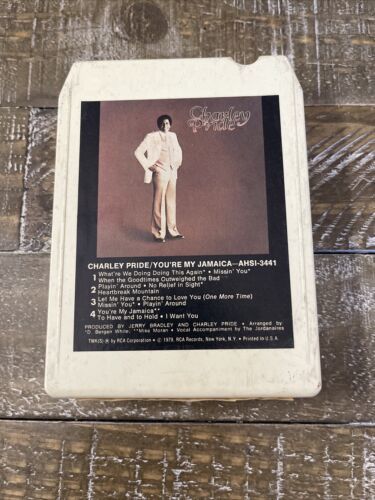 Charley
Pride
CHARLEY PRIDE/YOU'RE MY JAMAICA—AHSI-3441
1 What're We Doing Doing This Again* • Missin' You*
When the Goodtimes Outweighed the Bad
2 Playin' Around • No Relief in Sight*
Heartbreak Mountain
3 Let Me Have a Chance to Love You (One More Time)
Missin' You* • Playin' Around
4 You're My Jamaica**
To Have and to Hold • I Want You
PRODUCED BY JERRY BRADLEY AND CHARLEY PRIDE • Arranged by
*D. Bergen White, **Mike Moran • Vocal Accompaniment by The Jordanaires
TMK(S) ® by RCA Corporation • © 1979, RCA Records, New York, N.Y. • Printed in U.S.A.